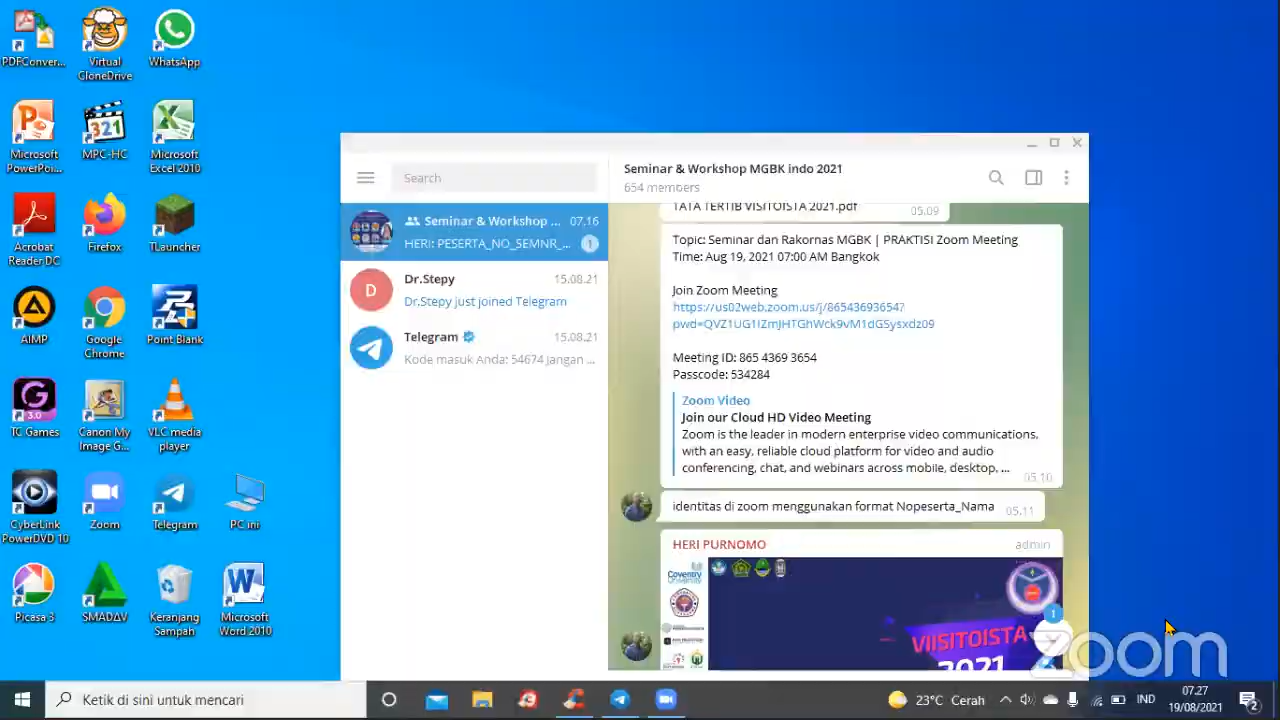 PDFConver...
Virtual
CloneDrive
WhatsApp
Microsoft
PowerPoi...
MPC-HC
Microsoft
Excel 2010
Acrobat
Reader DC
Firefox
TLauncher
AIMP
Google
Chrome
Point Blank
TC Games
Canon My
Image G...
VLC media
player
CyberLink
PowerDVD 10
Zoom
Telegram
PC ini
Picasa 3
SMADAV
Keranjang
Sampah
Microsoft
Word 2010
Search
Seminar & Workshop ... 07.16
HERI: PESERTA_NO_SEMNR_... 1
D
Dr.Stepy 15.08.21
Dr.Stepy just joined Telegram
Telegram 15.08.21
Kode masuk Anda: 54674 Jangan ...
Seminar & Workshop MGBK indo 2021
654 members
TATA TERTIB VISITOISTA 2021.pdf 05.09
Topic: Seminar dan Rakornas MGBK | PRAKTISI Zoom Meeting
Time: Aug 19, 2021 07:00 AM Bangkok
Join Zoom Meeting
https://us02web.zoom.us/j/86543693654?
pwd=QVZ1UG1IZmJHTGhWck9vM1dGSysxdz09
Meeting ID: 865 4369 3654
Passcode: 534284
Zoom Video
Join our Cloud HD Video Meeting
Zoom is the leader in modern enterprise video communications,
with an easy, reliable cloud platform for video and audio
conferencing, chat, and webinars across mobile, desktop, ...
05.10
identitas di zoom menggunakan format Nopeserta_Nama 05.11
HERI PURNOMO admin
Coventry
University
VIISITOISTA
2021
1
zoom
Ketik di sini untuk mencari
23°C Cerah
IND
07.27
19/08/2021
2